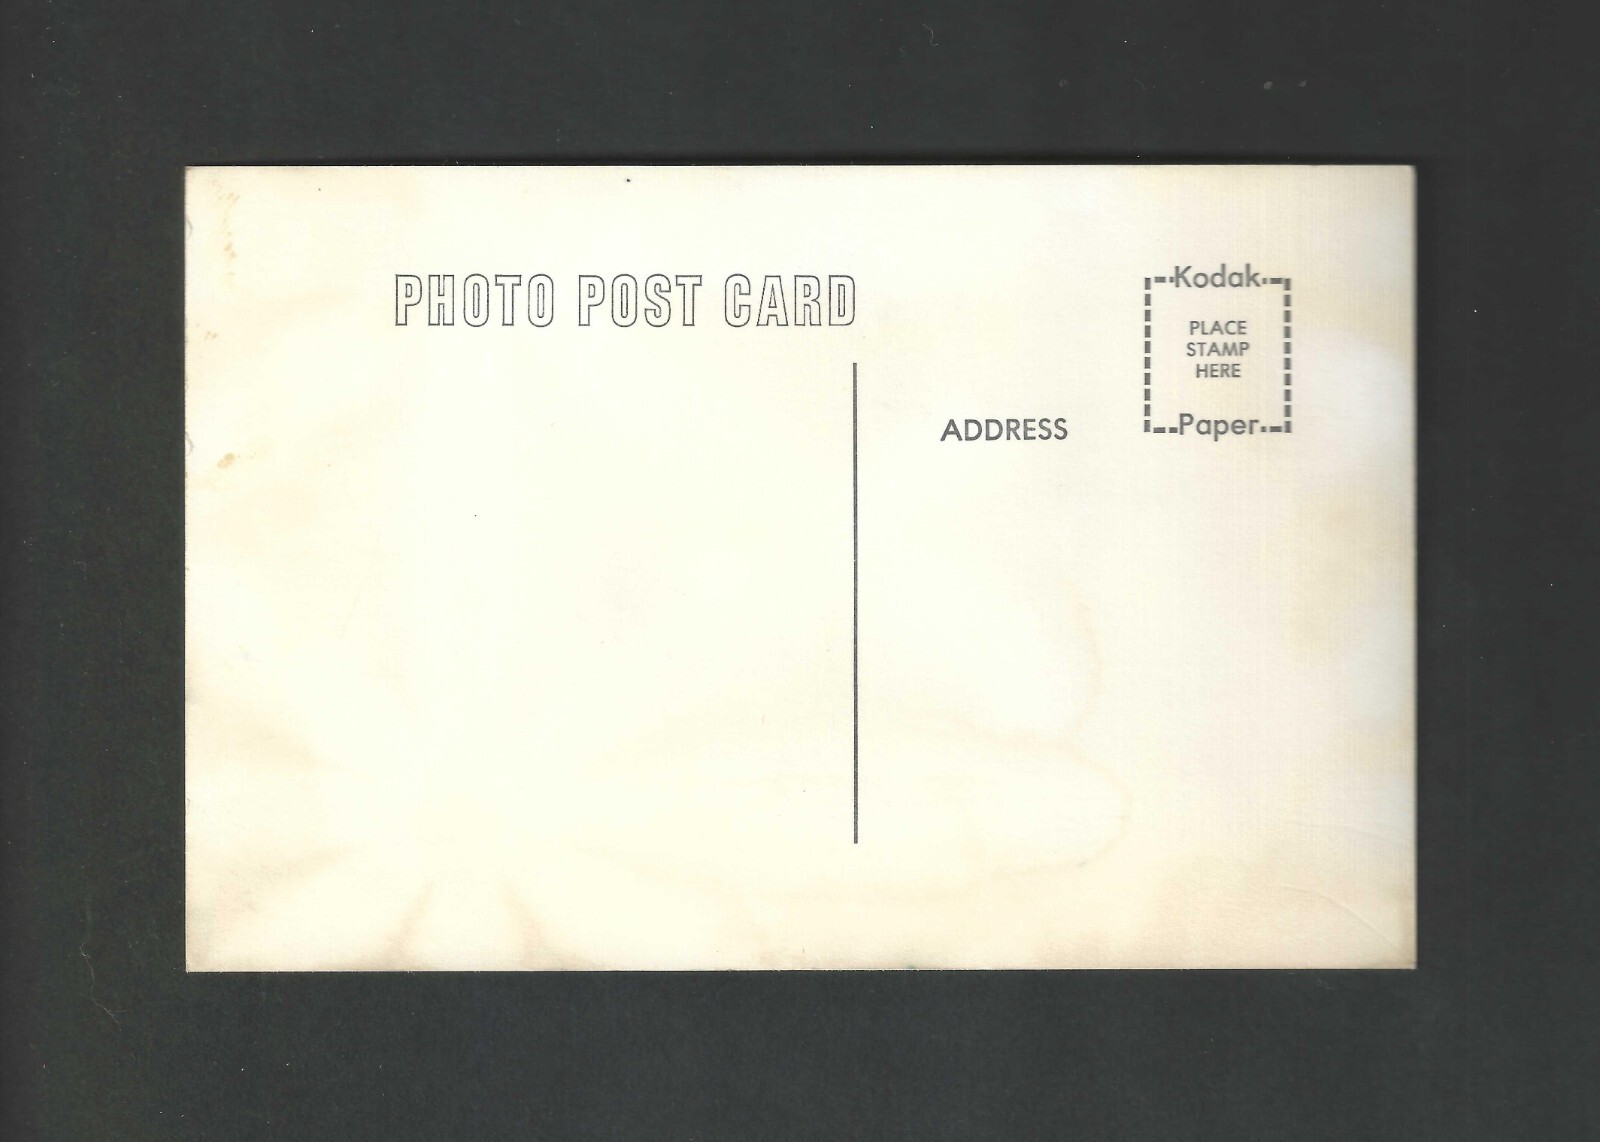 PHOTO POST CARD
Kodak
PLACE
STAMP
HERE
Paper
ADDRESS